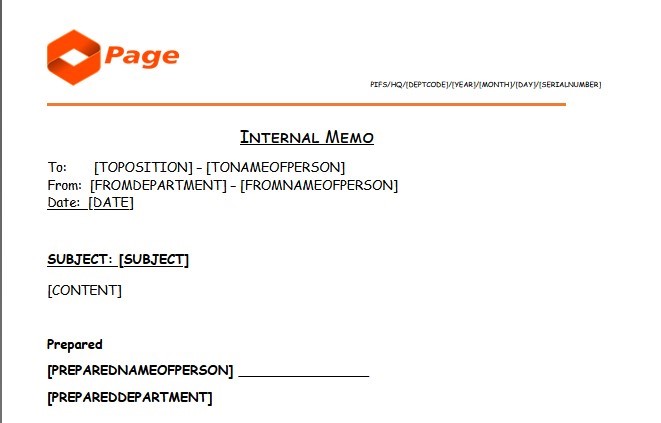 Page
PIFS/HQ/[DEPTCODE]/[YEAR]/[MONTH]/[DAY]/[SERIALNUMBER]
INTERNAL MEMO
To: [TOPOSITION] – [TONAMEOFPERSON]
From: [FROMDEPARTMENT] – [FROMNAMEOFPERSON]
Date: [DATE]
SUBJECT: [SUBJECT]
[CONTENT]
Prepared
[PREPAREDNAMEOFPERSON] _________________
[PREPAREDDEPARTMENT]